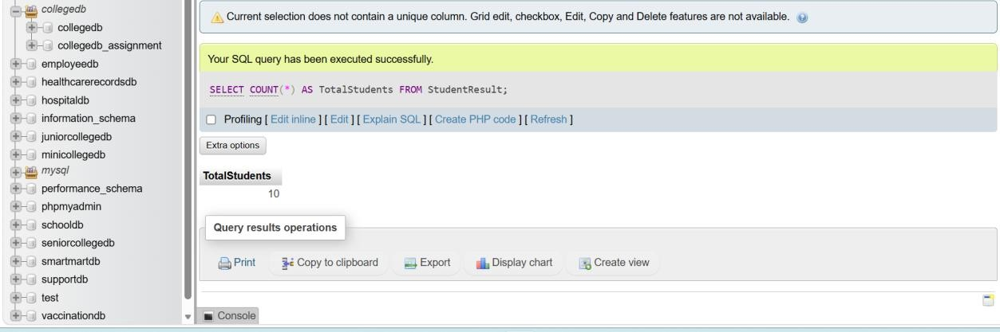 collegedb
collegedb
collegedb_assignment
employeedb
healthcarerecordsdb
hospitaldb
information_schema
juniorcollegedb
minicollegedb
mysql
performance_schema
phpmyadmin
schooldb
seniorcollegedb
smartmartdb
supportdb
test
vaccinationdb
Current selection does not contain a unique column. Grid edit, checkbox, Edit, Copy and Delete features are not available.
Your SQL query has been executed successfully.
SELECT COUNT(*) AS TotalStudents FROM StudentResult;
Profiling [ Edit inline ] [ Edit ] [ Explain SQL ] [ Create PHP code ] [ Refresh ]
Extra options
TotalStudents
10
Query results operations
Print Copy to clipboard Export Display chart Create view
Console